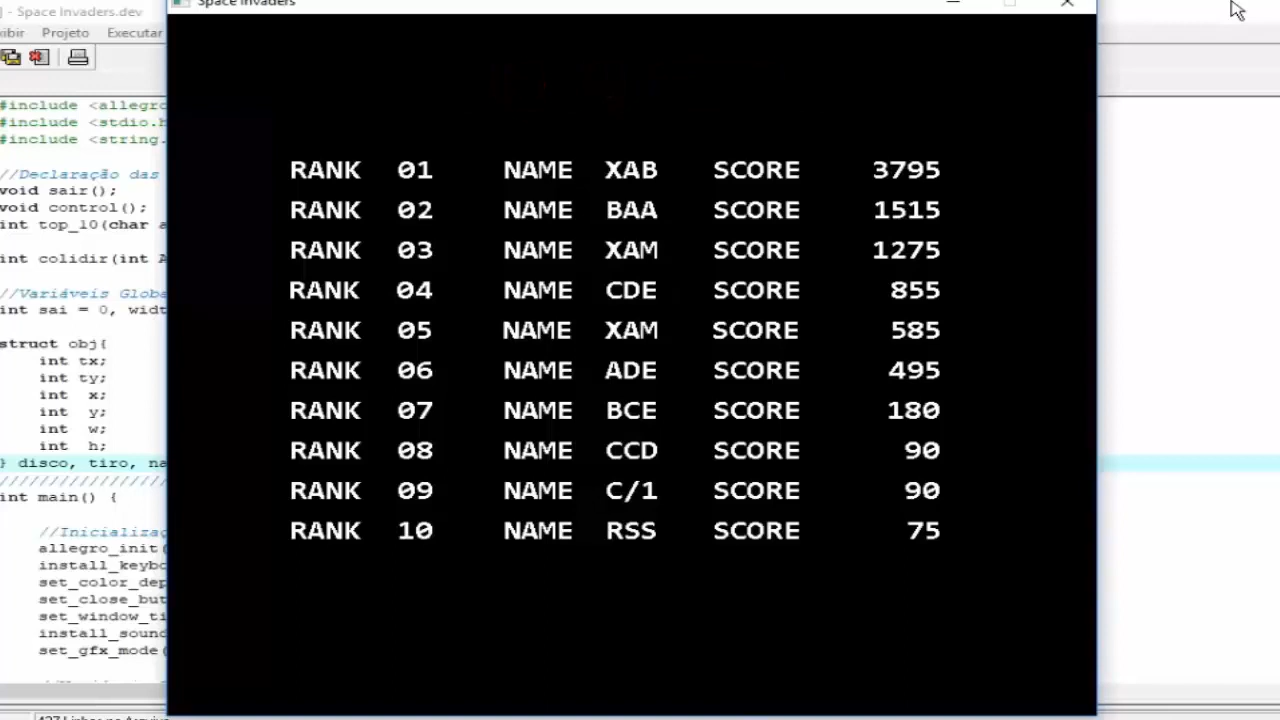 - Space Invaders.dev
Space Invaders
Projeto Executar
#include <allegro
#include <stdio.h
#include <string.
//Declaração das
void sair();
void control();
int top_10(char a
int colidir(int A
//Variáveis Globa
int sai = 0, widt
struct obj{
int tx;
int ty;
int x;
int y;
int w;
int h;
} disco, tiro, na
////////////////
int main() {
//Inicializaç
allegro_init(
install_keybo
set_color_dep
set_close_but
set_window_ti
install_sound
set_gfx_mode(
RANK 01 NAME XAB SCORE 3795
RANK 02 NAME BAA SCORE 1515
RANK 03 NAME XAM SCORE 1275
RANK 04 NAME CDE SCORE 855
RANK 05 NAME XAM SCORE 585
RANK 06 NAME ADE SCORE 495
RANK 07 NAME BCE SCORE 180
RANK 08 NAME CCD SCORE 90
RANK 09 NAME C/1 SCORE 90
RANK 10 NAME RSS SCORE 75